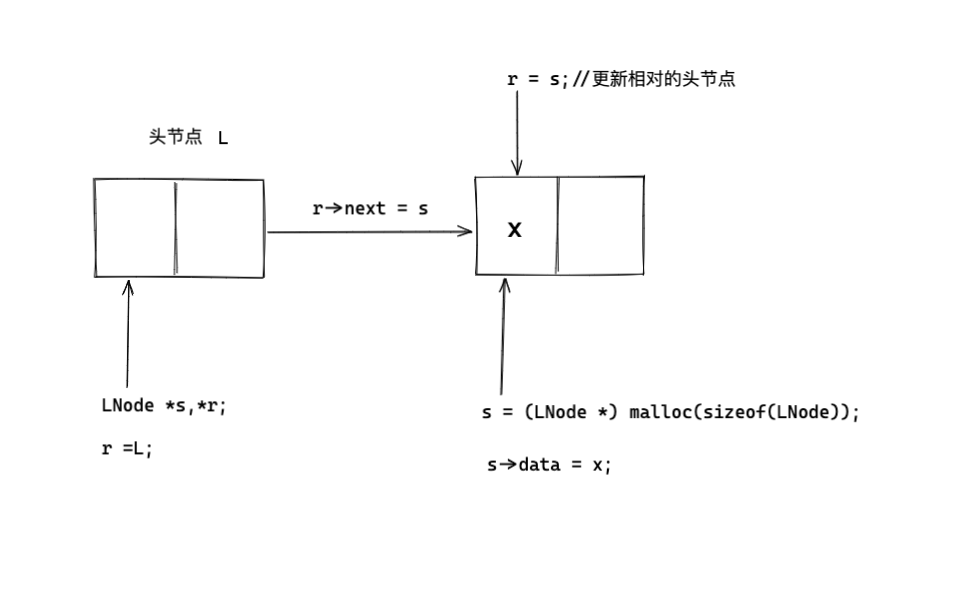 r = s;//更新相对的头节点
头节点 L
r->next = s
x
LNode *s,*r;
s = (LNode *) malloc(sizeof(LNode));
r =L;
s->data = x;